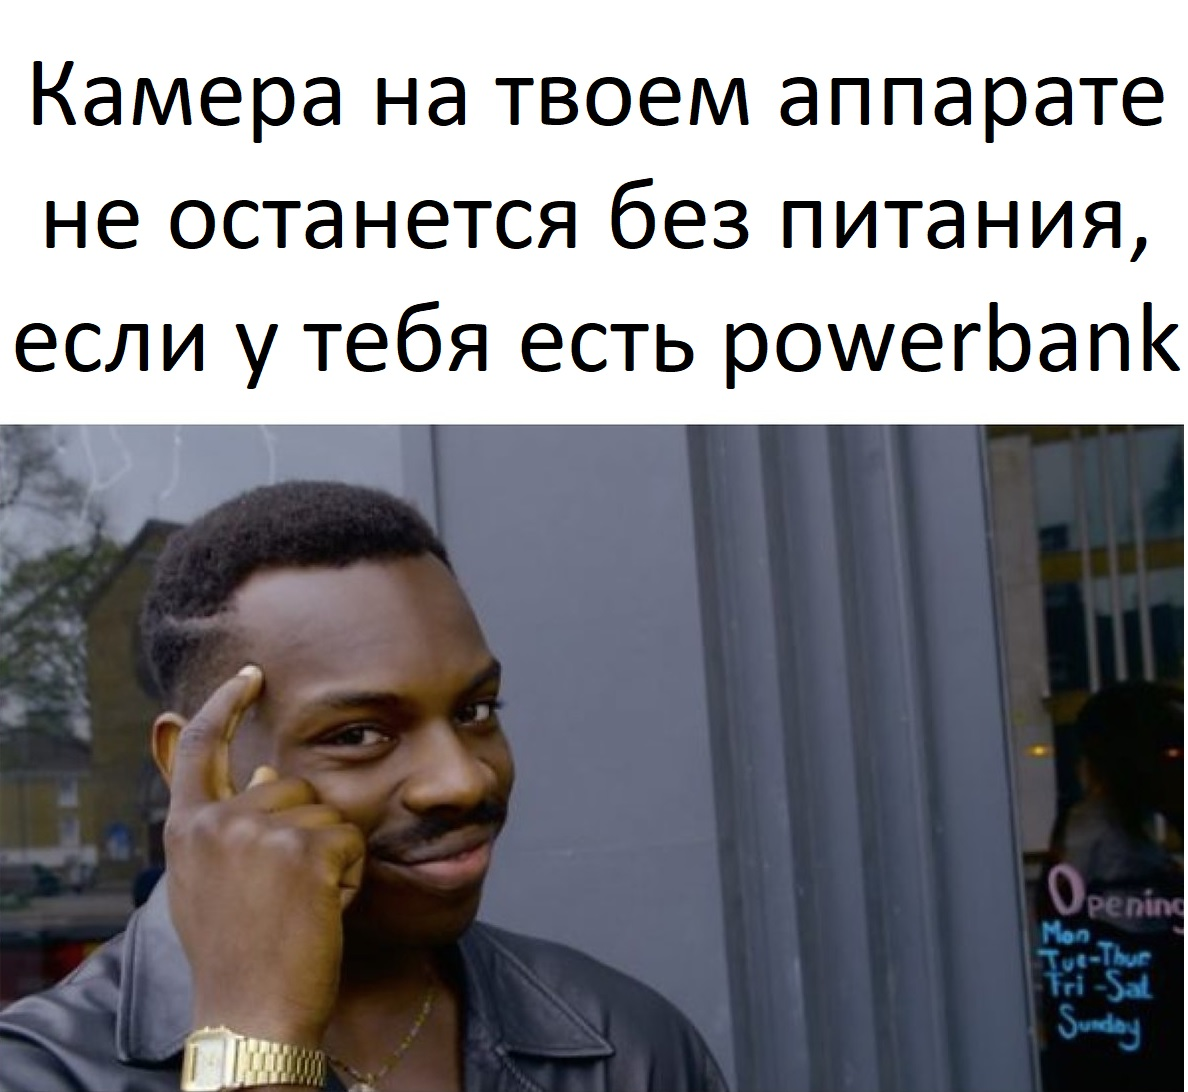 Камера на твоем аппарате
не останется без питания,
если у тебя есть powerbank
Opening
Mon
Tue-Thur
Fri -Sat
Sunday